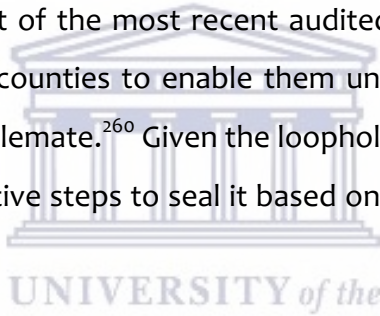 t of the most recent audited
counties to enable them un
lemate.²⁶⁰ Given the loophol
tive steps to seal it based on
UNIVERSITY of the